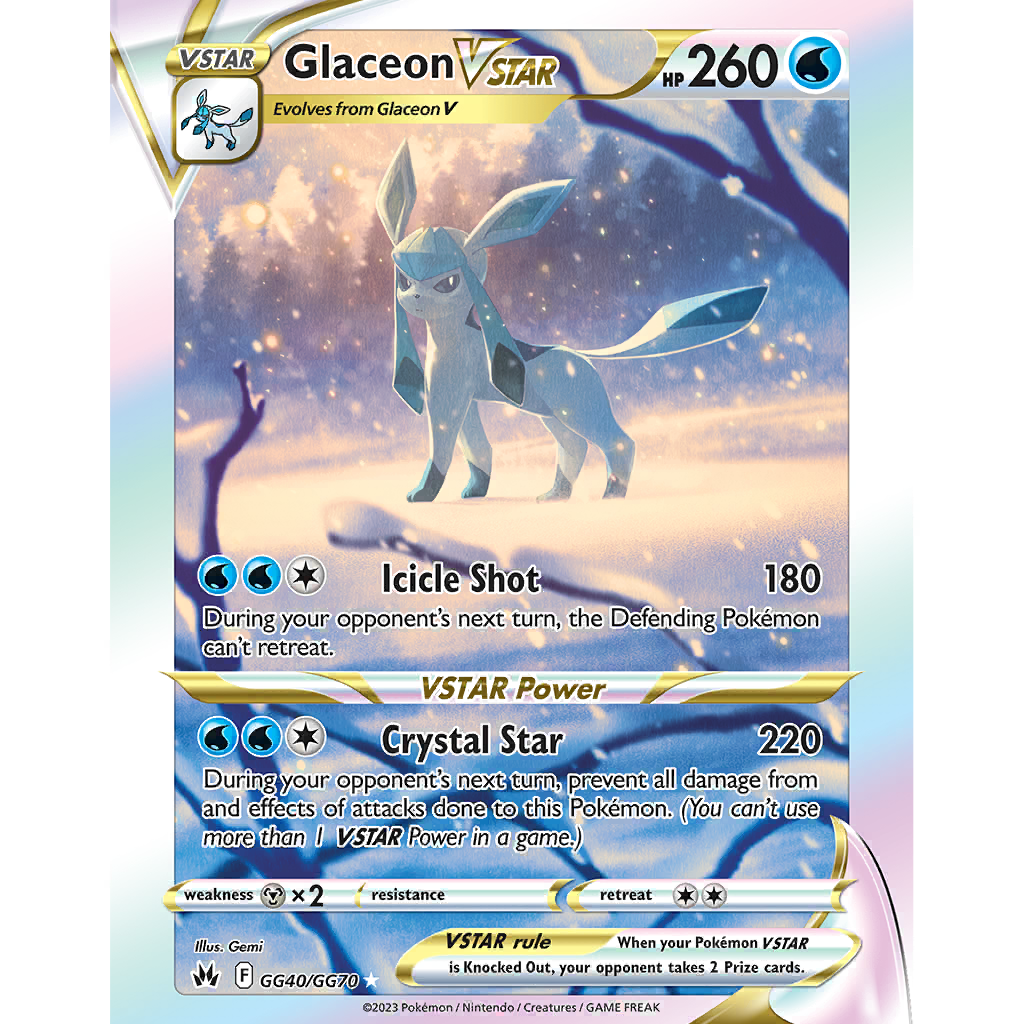 VSTAR
Glaceon VSTAR
HP 260
Evolves from Glaceon V
Icicle Shot 180
During your opponent's next turn, the Defending Pokémon
can't retreat.
VSTAR Power
Crystal Star 220
During your opponent's next turn, prevent all damage from
and effects of attacks done to this Pokémon. (You can't use
more than 1 VSTAR Power in a game.)
weakness ×2 resistance retreat
Illus. Gemi
VSTAR rule When your Pokémon VSTAR
is Knocked Out, your opponent takes 2 Prize cards.
F GG40/GG70
©2023 Pokémon / Nintendo / Creatures / GAME FREAK